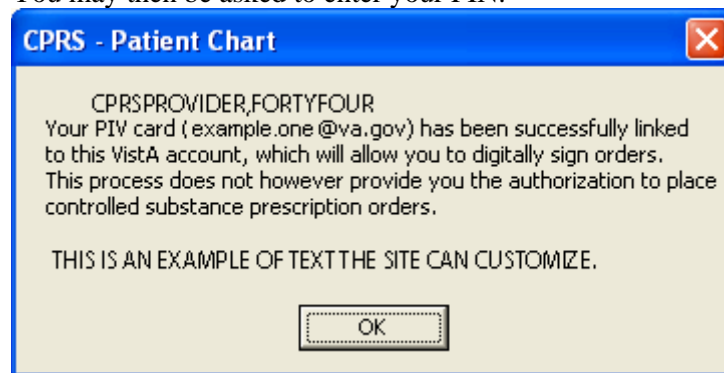 You may then be asked to enter your PIN.
CPRS - Patient Chart
CPRSPROVIDER,FORTYFOUR
Your PIV card (example.one@va.gov) has been successfully linked
to this VistA account, which will allow you to digitally sign orders.
This process does not however provide you the authorization to place
controlled substance prescription orders.
THIS IS AN EXAMPLE OF TEXT THE SITE CAN CUSTOMIZE.
OK